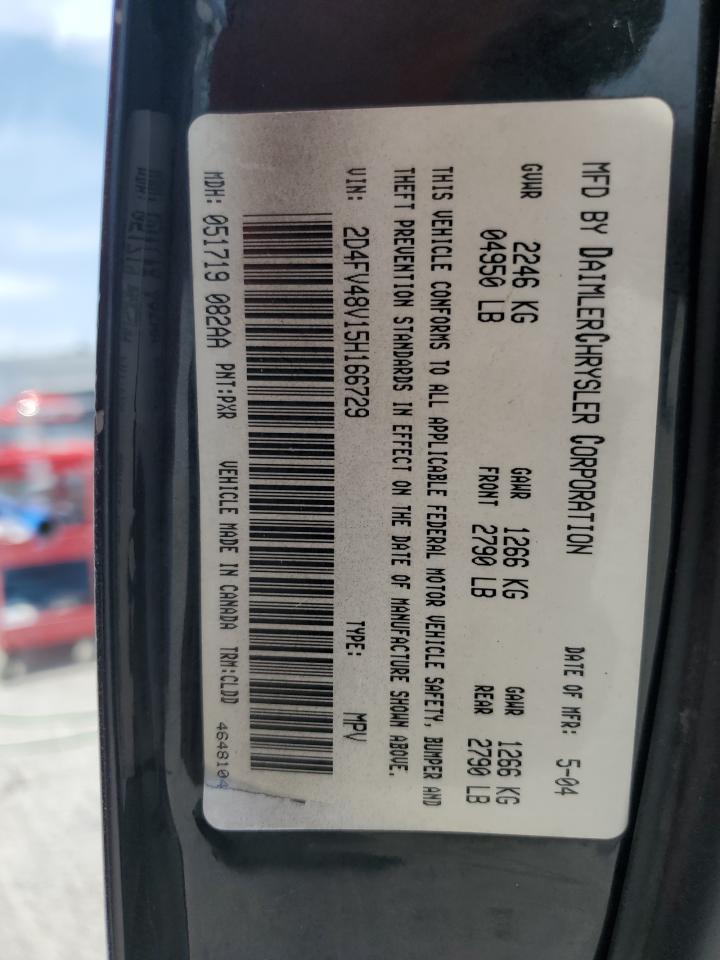 MFD BY DAIMLERCHRYSLER CORPORATION DATE OF MFR: 5-04
GVWR 2246 KG GAWR 1266 KG GAWR 1266 KG
04950 LB FRONT 2790 LB REAR 2790 LB
THIS VEHICLE CONFORMS TO ALL APPLICABLE FEDERAL MOTOR VEHICLE SAFETY, BUMPER AND
THEFT PREVENTION STANDARDS IN EFFECT ON THE DATE OF MANUFACTURE SHOWN ABOVE.
VIN: 2D4FV48V15H166729 TYPE: MPV
MDH: 051719 082AA PNT:PXR VEHICLE MADE IN CANADA TRM:CLDD 4648104